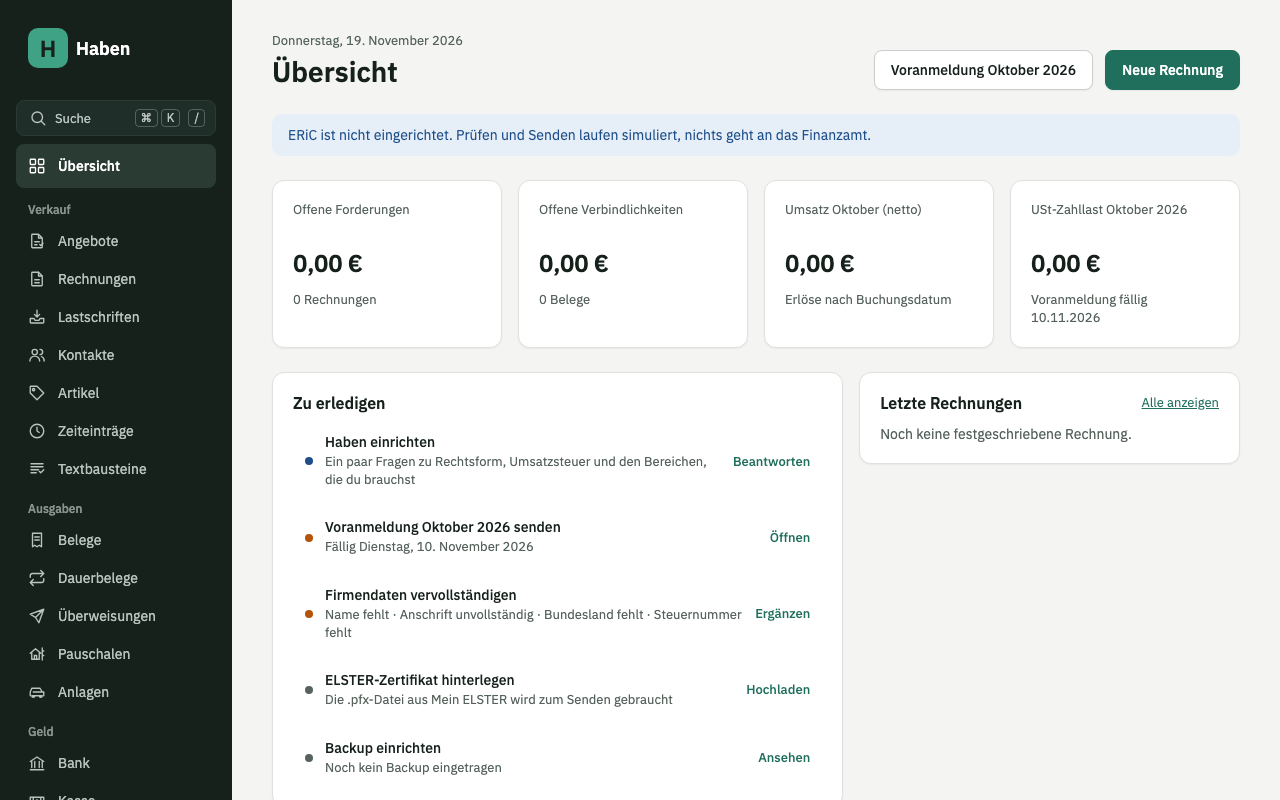 H Haben
Suche ⌘ K /
Übersicht
Verkauf
Angebote
Rechnungen
Lastschriften
Kontakte
Artikel
Zeiteinträge
Textbausteine
Ausgaben
Belege
Dauerbelege
Überweisungen
Pauschalen
Anlagen
Geld
Bank
Donnerstag, 19. November 2026
Übersicht
Voranmeldung Oktober 2026
Neue Rechnung
ERiC ist nicht eingerichtet. Prüfen und Senden laufen simuliert, nichts geht an das Finanzamt.
Offene Forderungen
0,00 €
0 Rechnungen
Offene Verbindlichkeiten
0,00 €
0 Belege
Umsatz Oktober (netto)
0,00 €
Erlöse nach Buchungsdatum
USt-Zahllast Oktober 2026
0,00 €
Voranmeldung fällig
10.11.2026
Zu erledigen
Haben einrichten
Ein paar Fragen zu Rechtsform, Umsatzsteuer und den Bereichen,
die du brauchst
Beantworten
Voranmeldung Oktober 2026 senden
Fällig Dienstag, 10. November 2026
Öffnen
Firmendaten vervollständigen
Name fehlt · Anschrift unvollständig · Bundesland fehlt · Steuernummer
fehlt
Ergänzen
ELSTER-Zertifikat hinterlegen
Die .pfx-Datei aus Mein ELSTER wird zum Senden gebraucht
Hochladen
Backup einrichten
Noch kein Backup eingetragen
Ansehen
Letzte Rechnungen
Alle anzeigen
Noch keine festgeschriebene Rechnung.